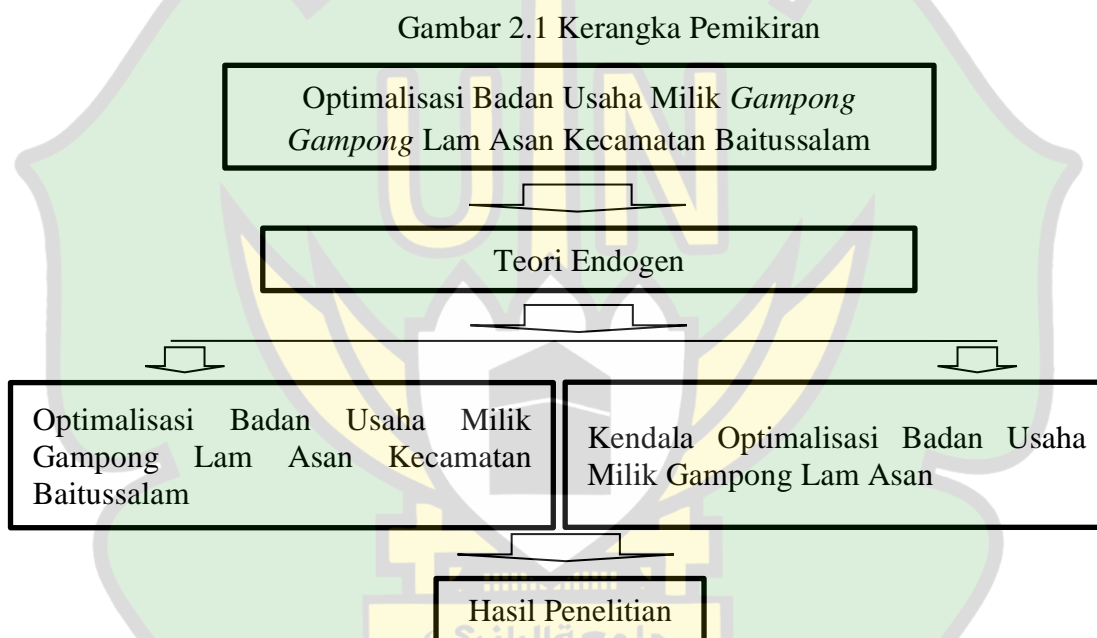 Gambar 2.1 Kerangka Pemikiran
Optimalisasi Badan Usaha Milik Gampong
Gampong Lam Asan Kecamatan Baitussalam
Teori Endogen
Optimalisasi Badan Usaha Milik
Gampong Lam Asan Kecamatan
Baitussalam
Kendala Optimalisasi Badan Usaha
Milik Gampong Lam Asan
Hasil Penelitian
UIN